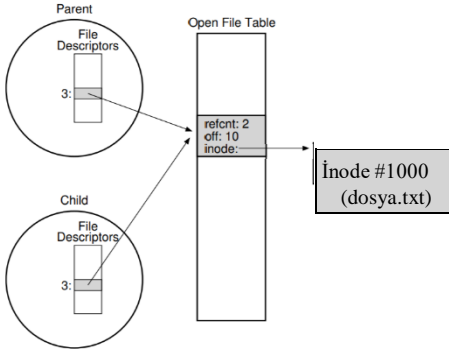 Parent
File
Descriptors
3:
Open File Table
refcnt: 2
off: 10
inode:
İnode #1000
(dosya.txt)
Child
File
Descriptors
3: